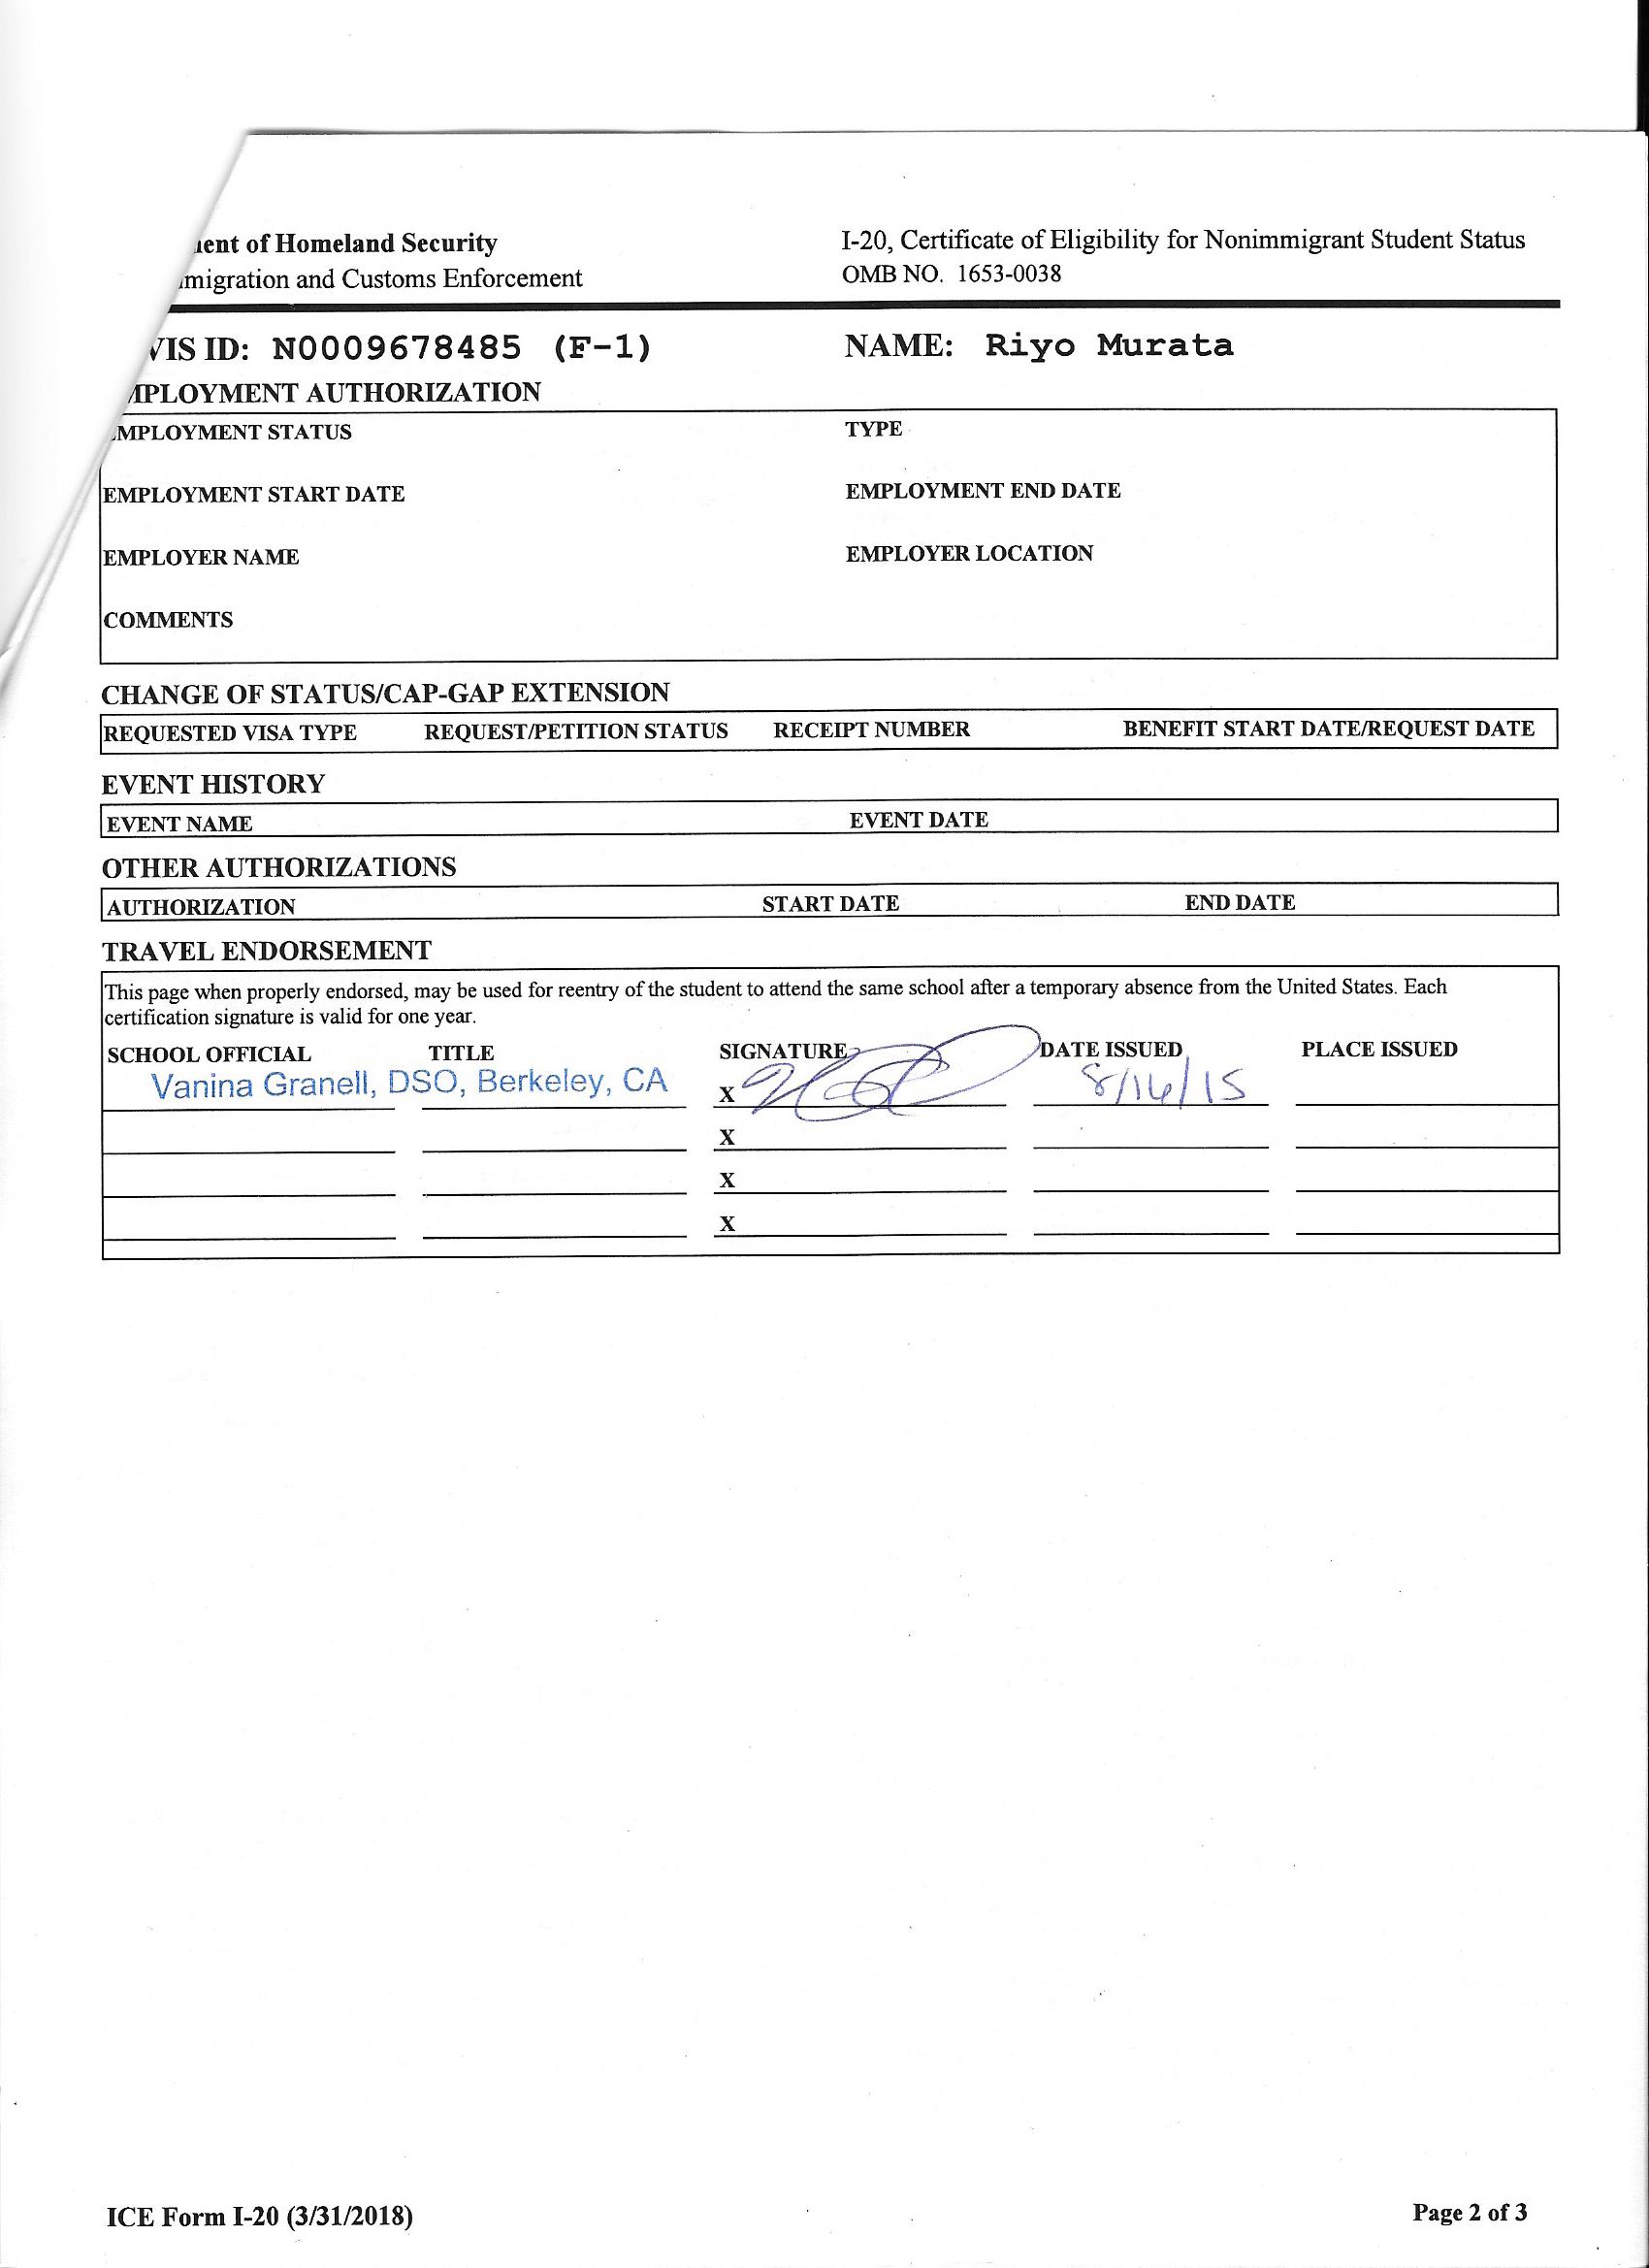 ent of Homeland Security
migration and Customs Enforcement
I-20, Certificate of Eligibility for Nonimmigrant Student Status
OMB NO. 1653-0038
VIS ID: N0009678485 (F-1)
NAME: Riyo Murata
MPLOYMENT AUTHORIZATION
MPLOYMENT STATUS
TYPE
EMPLOYMENT START DATE
EMPLOYMENT END DATE
EMPLOYER NAME
EMPLOYER LOCATION
COMMENTS
CHANGE OF STATUS/CAP-GAP EXTENSION
REQUESTED VISA TYPE REQUEST/PETITION STATUS RECEIPT NUMBER BENEFIT START DATE/REQUEST DATE
EVENT HISTORY
EVENT NAME EVENT DATE
OTHER AUTHORIZATIONS
AUTHORIZATION START DATE END DATE
TRAVEL ENDORSEMENT
This page when properly endorsed, may be used for reentry of the student to attend the same school after a temporary absence from the United States. Each
certification signature is valid for one year.
SCHOOL OFFICIAL TITLE SIGNATURE DATE ISSUED PLACE ISSUED
Vanina Granell, DSO, Berkeley, CA X 8/16/15
X
X
X
ICE Form I-20 (3/31/2018)
Page 2 of 3